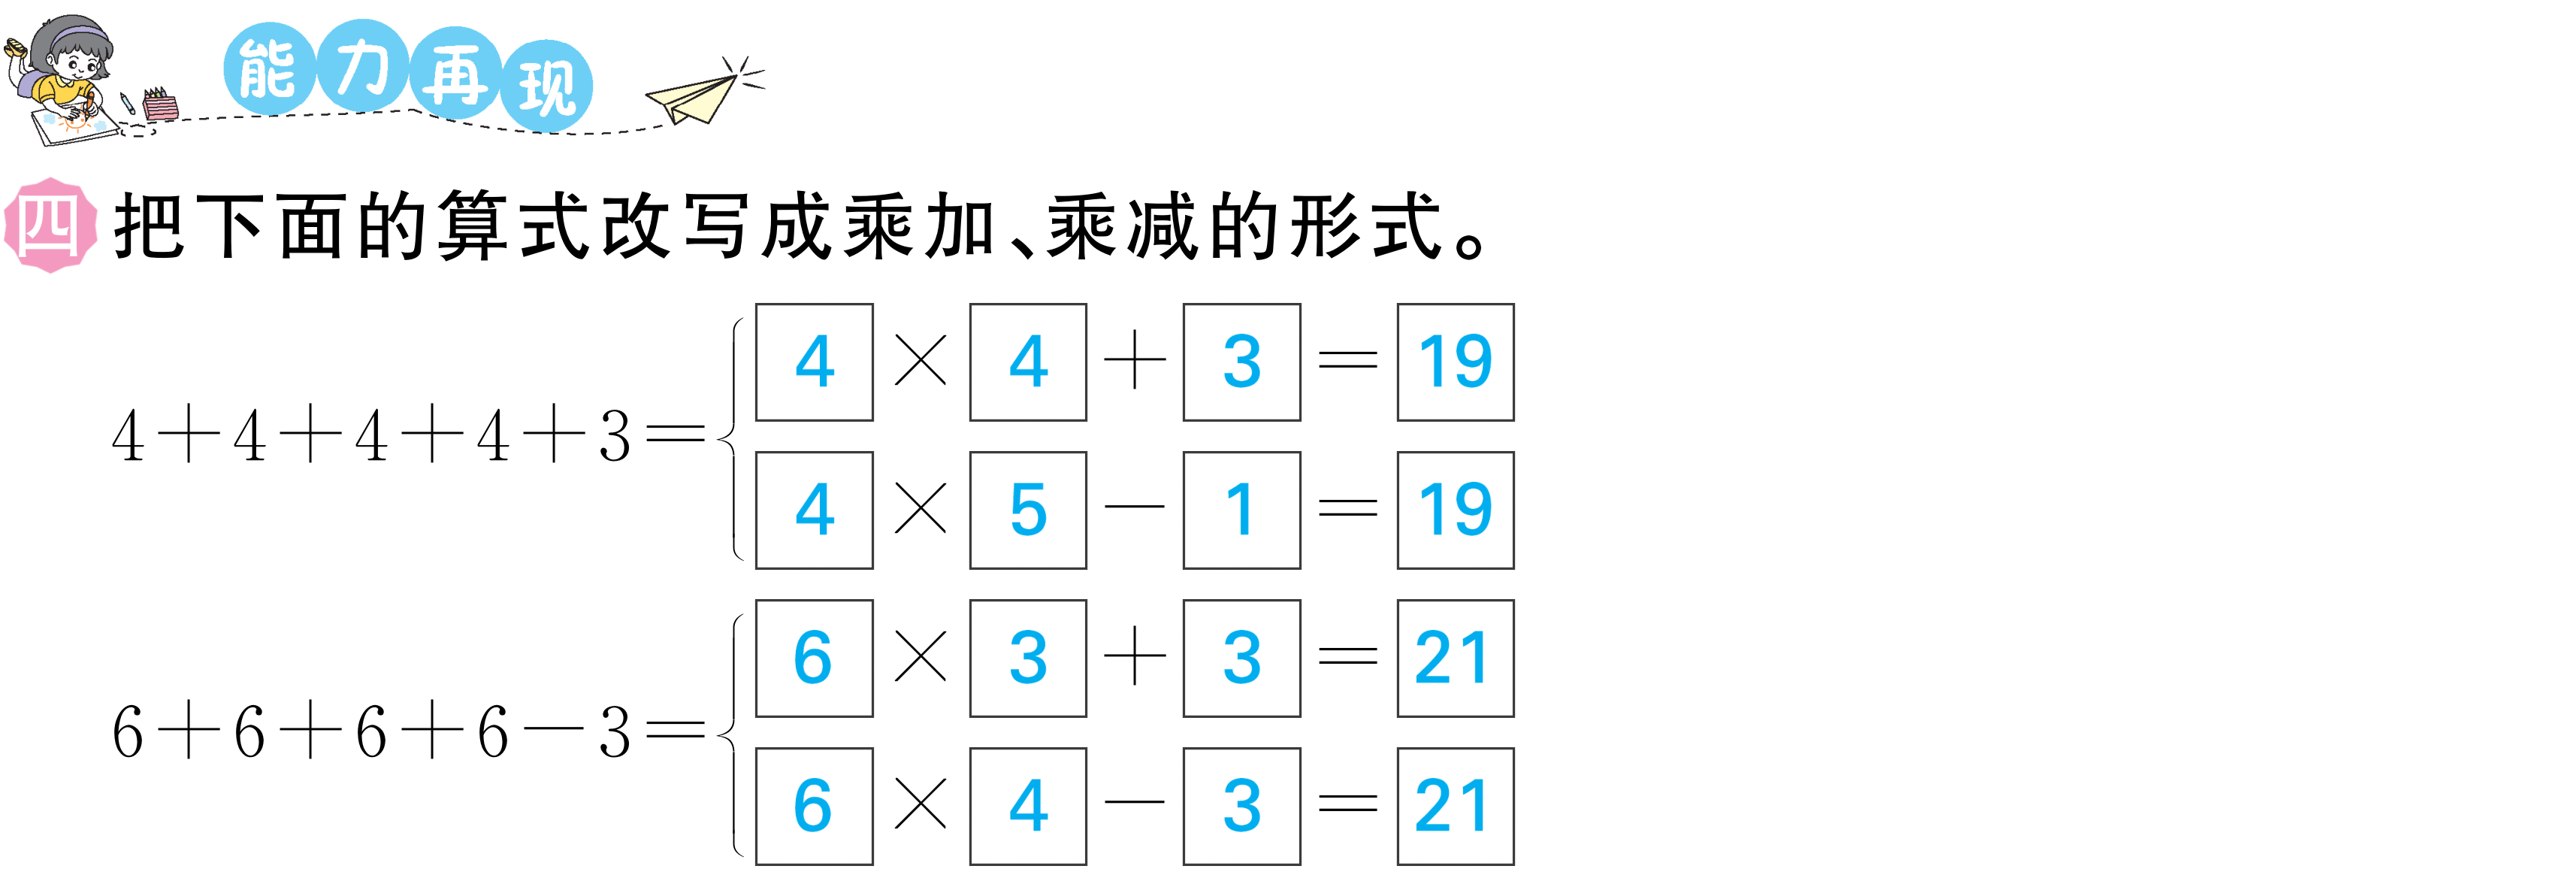 能力再现
四 把下面的算式改写成乘加、乘减的形式。
4 × 4 + 3 = 19
4+4+4+4+3=
4 × 5 − 1 = 19
6 × 3 + 3 = 21
6+6+6+6−3=
6 × 4 − 3 = 21